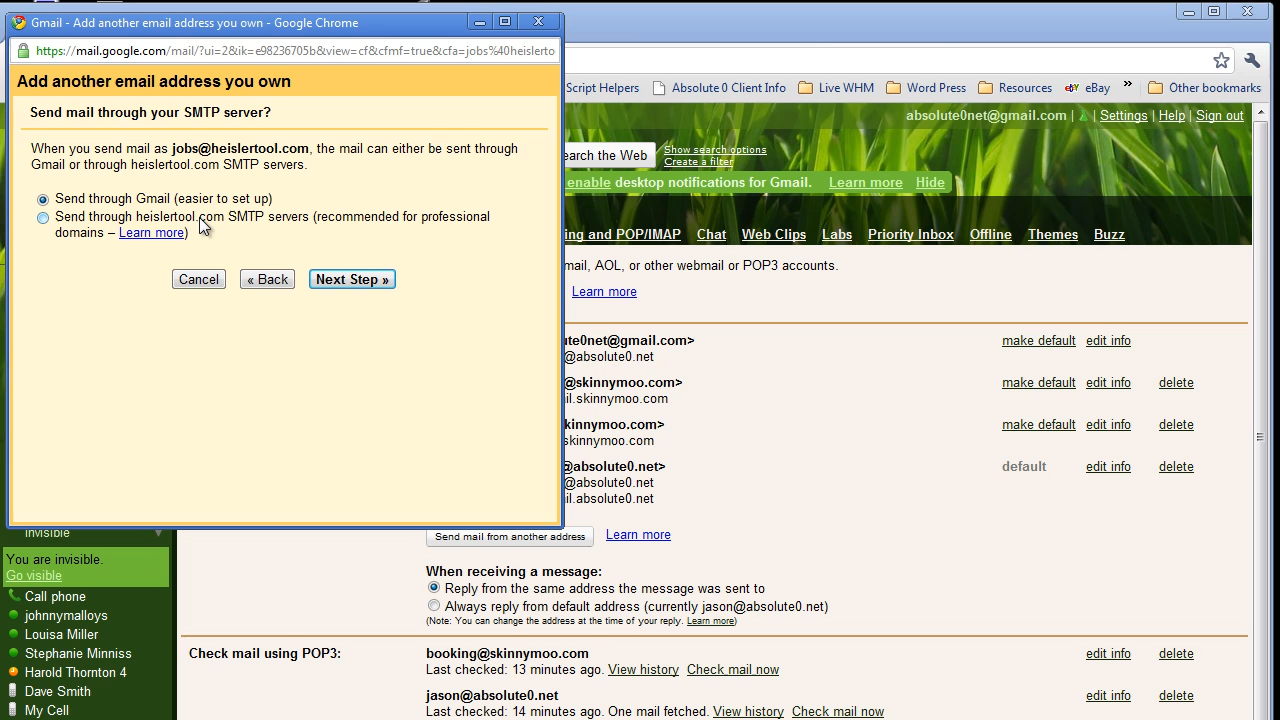 Gmail - Add another email address you own - Google Chrome
https://mail.google.com/mail/?ui=2&ik=e98236705b&view=cf&cfmf=true&cfa=jobs%40heislerto
Add another email address you own
Send mail through your SMTP server?
When you send mail as jobs@heislertool.com, the mail can either be sent through
Gmail or through heislertool.com SMTP servers.
Send through Gmail (easier to set up)
Send through heislertool.com SMTP servers (recommended for professional
domains – Learn more)
Cancel
« Back
Next Step »
Script Helpers
Absolute 0 Client Info
Live WHM
Word Press
Resources
eBay
»
Other bookmarks
absolute0net@gmail.com | | Settings | Help | Sign out
earch the Web
Show search options
Create a filter
enable desktop notifications for Gmail. Learn more Hide
ing and POP/IMAP Chat Web Clips Labs Priority Inbox Offline Themes Buzz
mail, AOL, or other webmail or POP3 accounts.
Learn more
ute0net@gmail.com>
make default
edit info
@absolute0.net
@skinnymoo.com>
make default
edit info
delete
il.skinnymoo.com
kinnymoo.com>
make default
edit info
delete
skinnymoo.com
@absolute0.net>
default
edit info
delete
@absolute0.net
il.absolute0.net
Send mail from another address
Learn more
When receiving a message:
Reply from the same address the message was sent to
Always reply from default address (currently jason@absolute0.net)
(Note: You can change the address at the time of your reply. Learn more)
Check mail using POP3:
booking@skinnymoo.com
edit info
delete
Last checked: 13 minutes ago. View history Check mail now
jason@absolute0.net
edit info
delete
Last checked: 14 minutes ago. One mail fetched. View history Check mail now
Invisible
You are invisible.
Go visible
Call phone
johnnymalloys
Louisa Miller
Stephanie Minniss
Harold Thornton 4
Dave Smith
My Cell